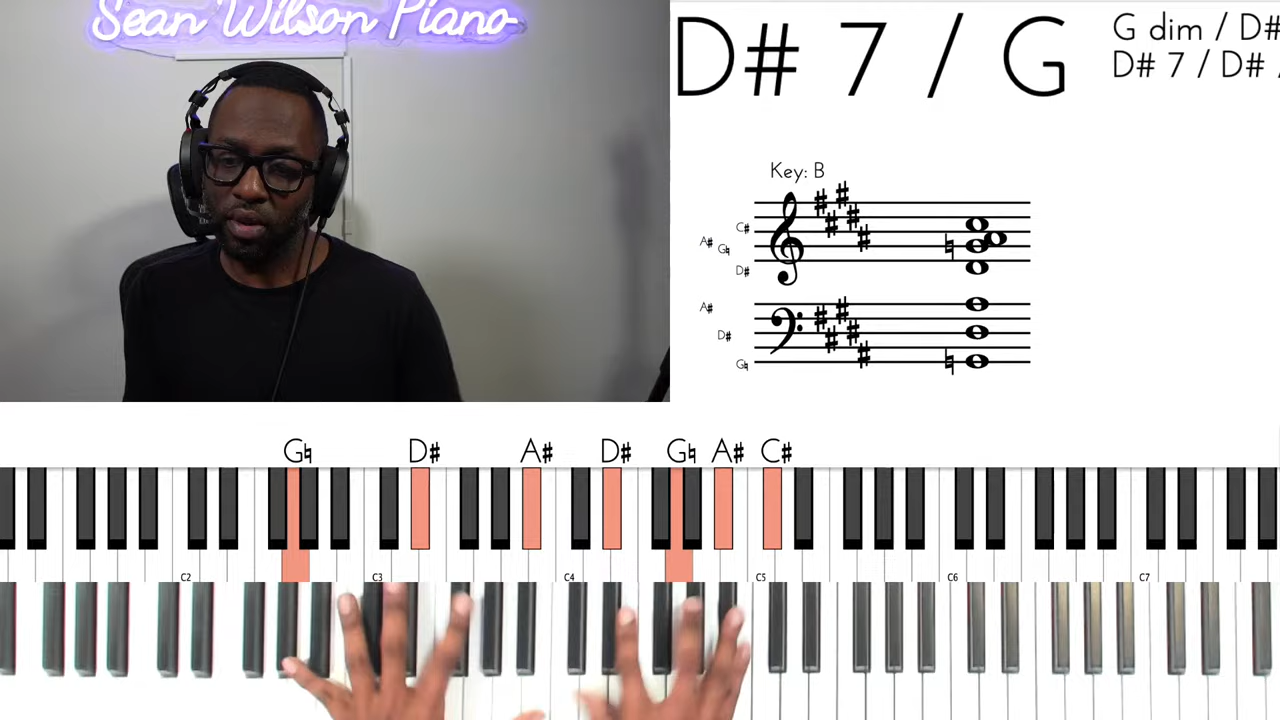 Sean Wilson Piano
D# 7 / G
G dim / D#
D# 7 / D#
Key: B
C#
A#
G♮
D#
A#
D#
G♮
G♮ D# A# D# G♮ A# C#
C2 C3 C4 C5 C6 C7